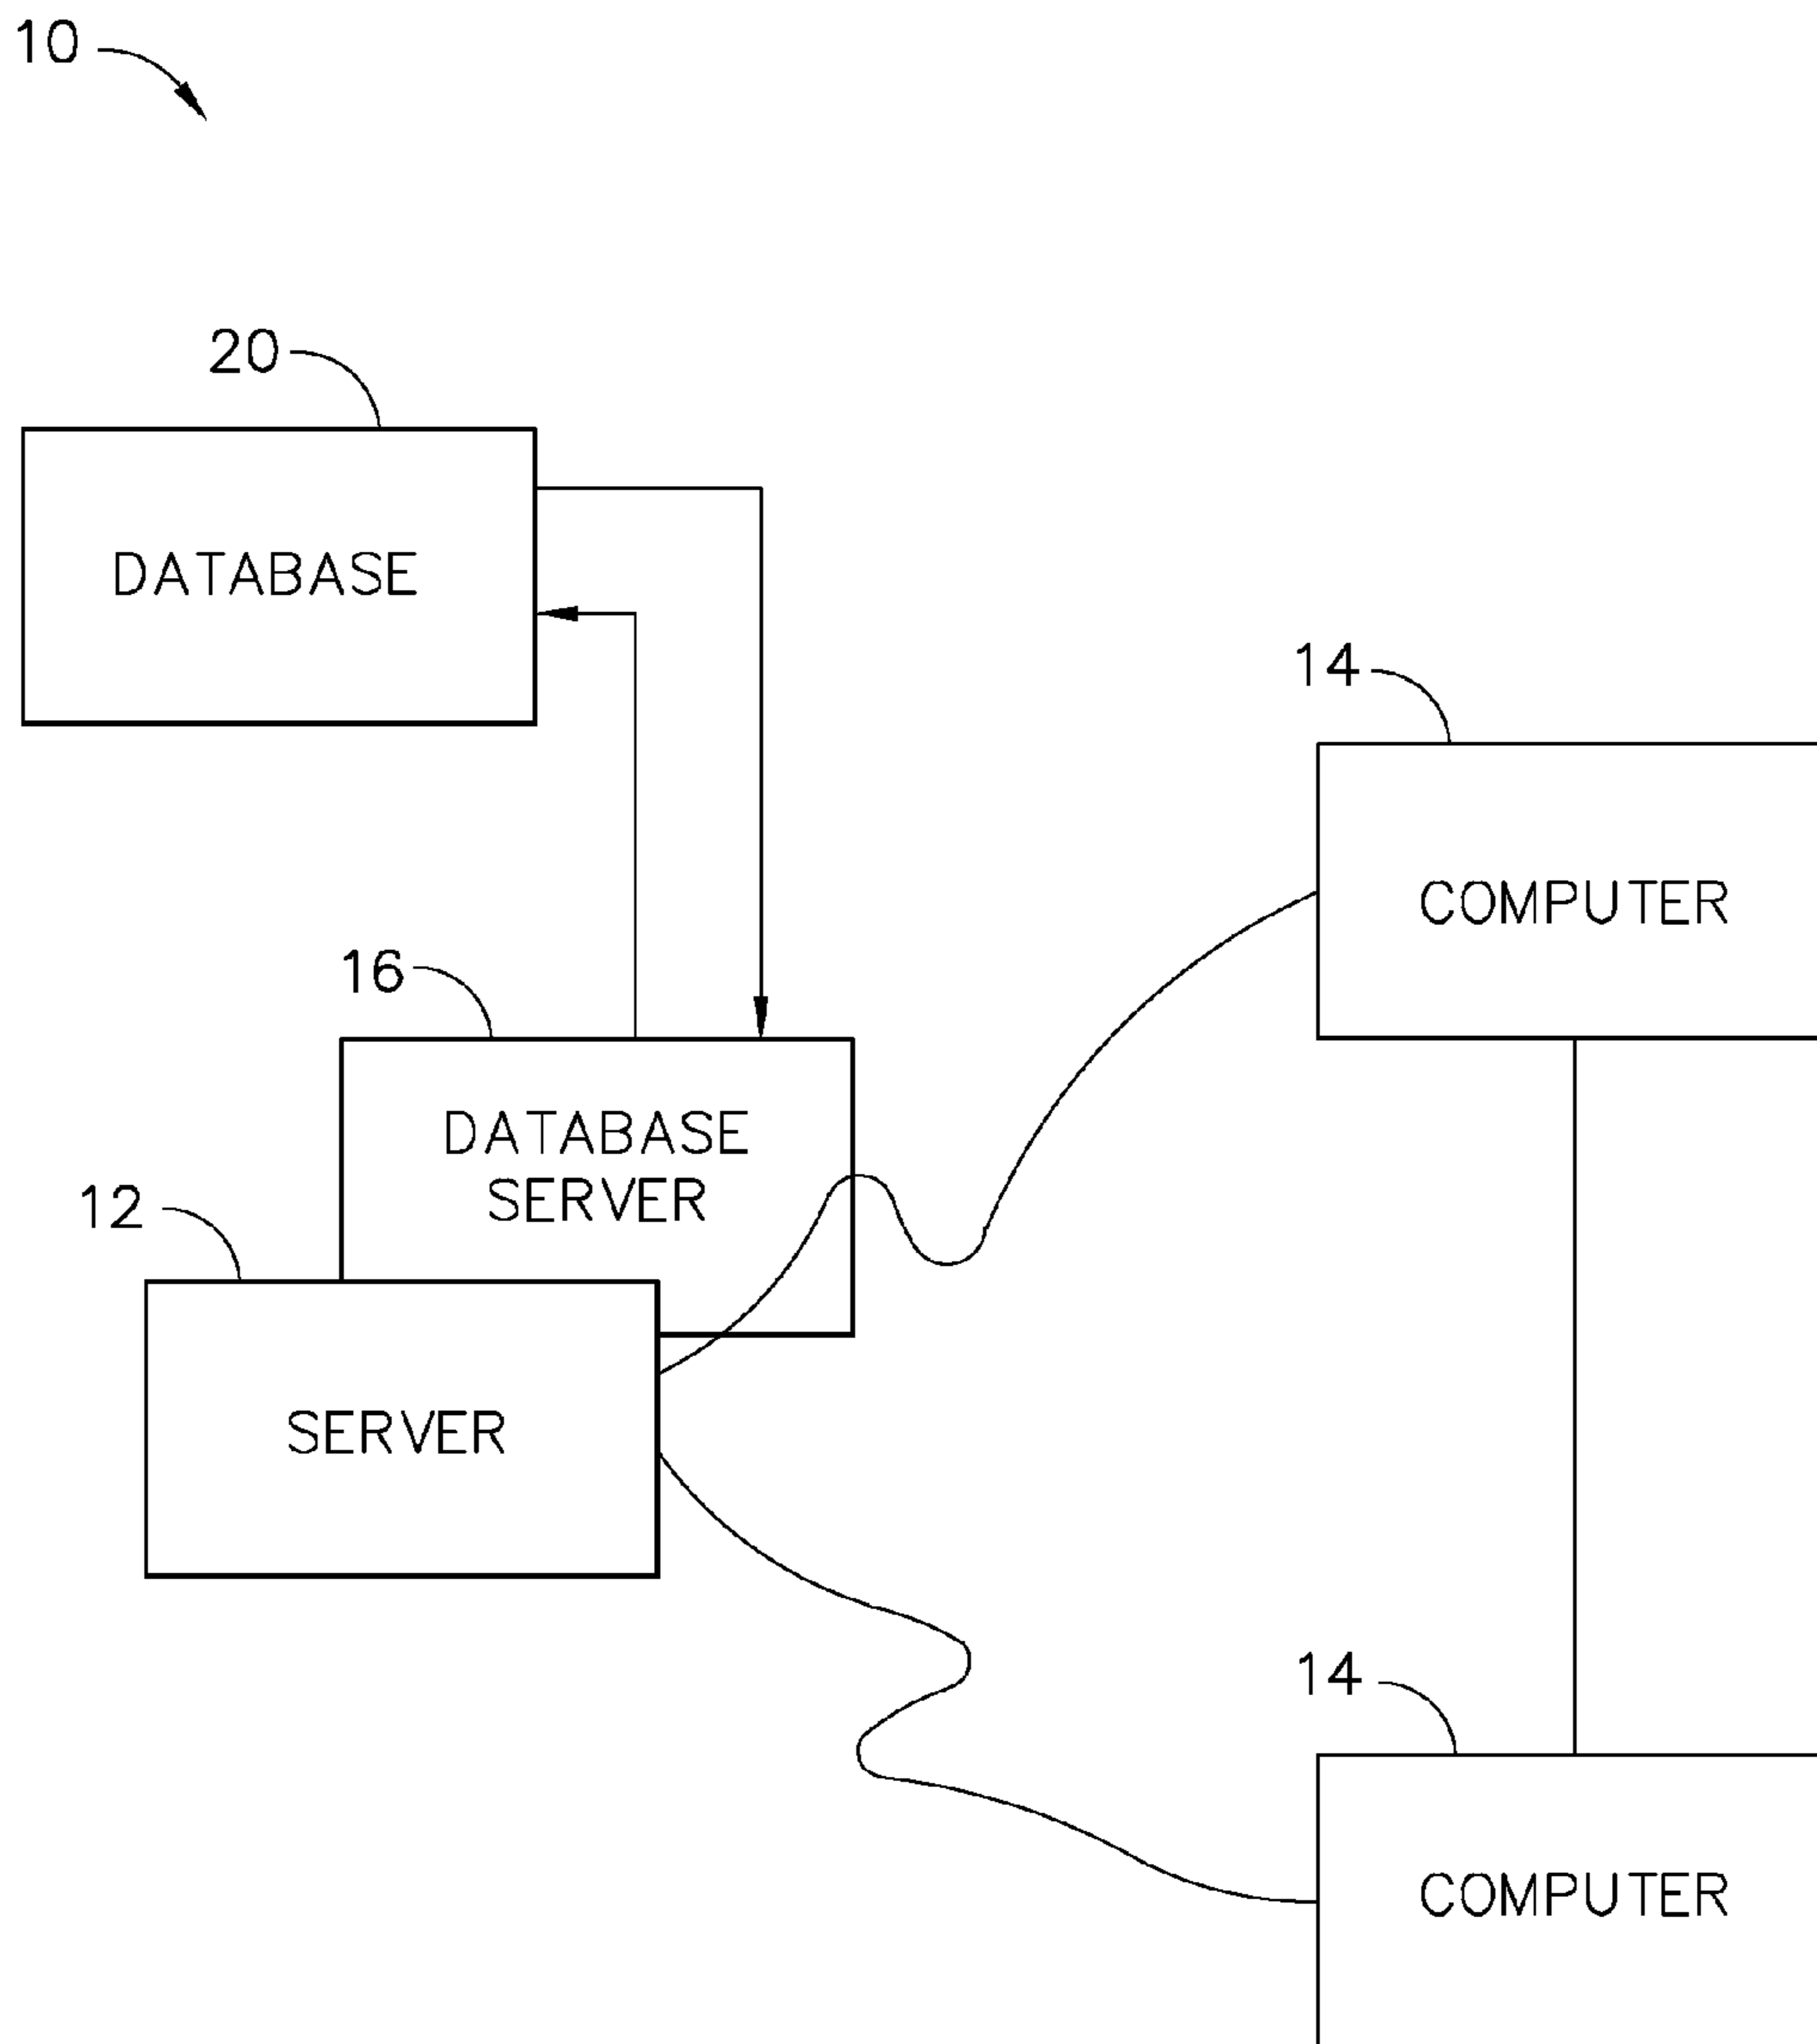 10
20
DATABASE
14
COMPUTER
16
DATABASE
SERVER
12
SERVER
14
COMPUTER